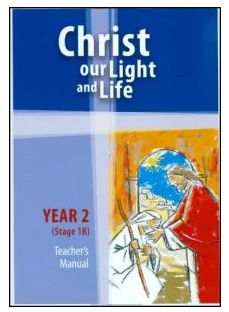 Christ
our Light
and Life
YEAR 2
(Stage 1B)
Teacher's
Manual